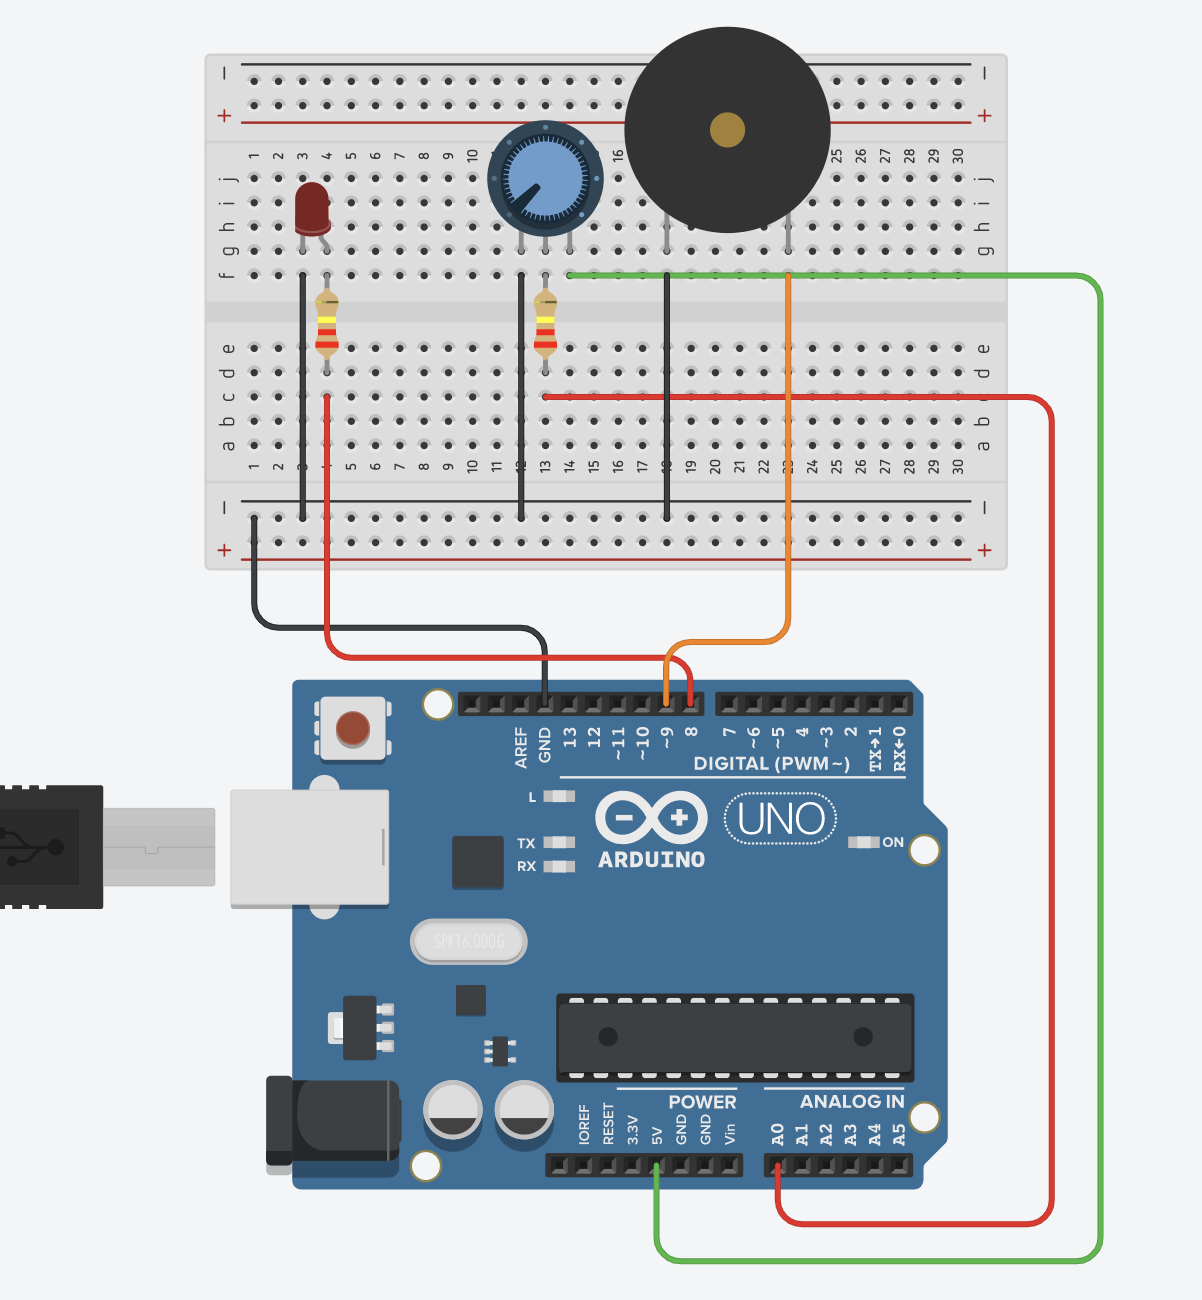 − −
+ +
1 2 3 4 5 6 7 8 9 10 16 25 26 27 28 29 30
j j
i i
h h
g g
f f
e e
d d
c
b b
a a
1 2 3 4 5 6 7 8 9 10 11 12 13 14 15 16 17 18 19 20 21 22 23 24 25 26 27 28 29 30
− −
+ +
AREF GND 13 12 ~11 ~10 ~9 8 7 ~6 ~5 4 ~3 2 TX→1 RX←0
DIGITAL (PWM~)
L
TX
RX
UNO
ON
ARDUINO
SPK16.000G
POWER ANALOG IN
IOREF RESET 3.3V 5V GND GND Vin A0 A1 A2 A3 A4 A5